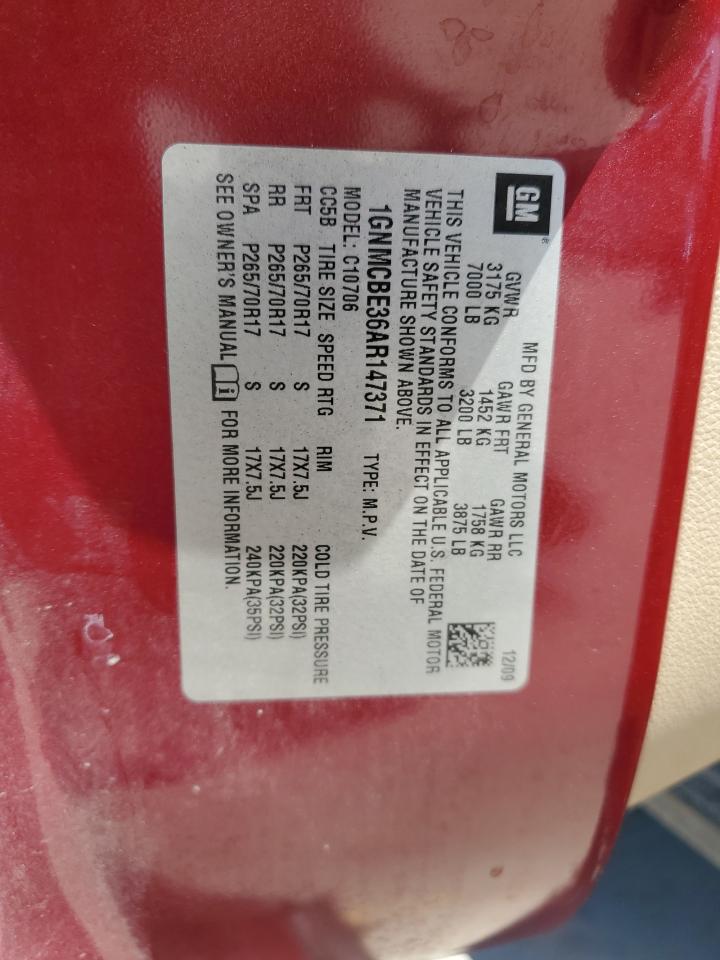 GM
MFD BY GENERAL MOTORS LLC 12/09
GVWR GAWR FRT GAWR RR
3175 KG 1452 KG 1758 KG
7000 LB 3200 LB 3875 LB
THIS VEHICLE CONFORMS TO ALL APPLICABLE U.S. FEDERAL MOTOR
VEHICLE SAFETY STANDARDS IN EFFECT ON THE DATE OF
MANUFACTURE SHOWN ABOVE.
1GNMCBE36AR147371 TYPE: M.P.V.
MODEL: C10706
CC5B TIRE SIZE SPEED RTG RIM COLD TIRE PRESSURE
FRT P265/70R17 S 17X7.5J 220KPA(32PSI)
RR P265/70R17 S 17X7.5J 220KPA(32PSI)
SPA P265/70R17 S 17X7.5J 240KPA(35PSI)
SEE OWNER'S MANUAL i FOR MORE INFORMATION.